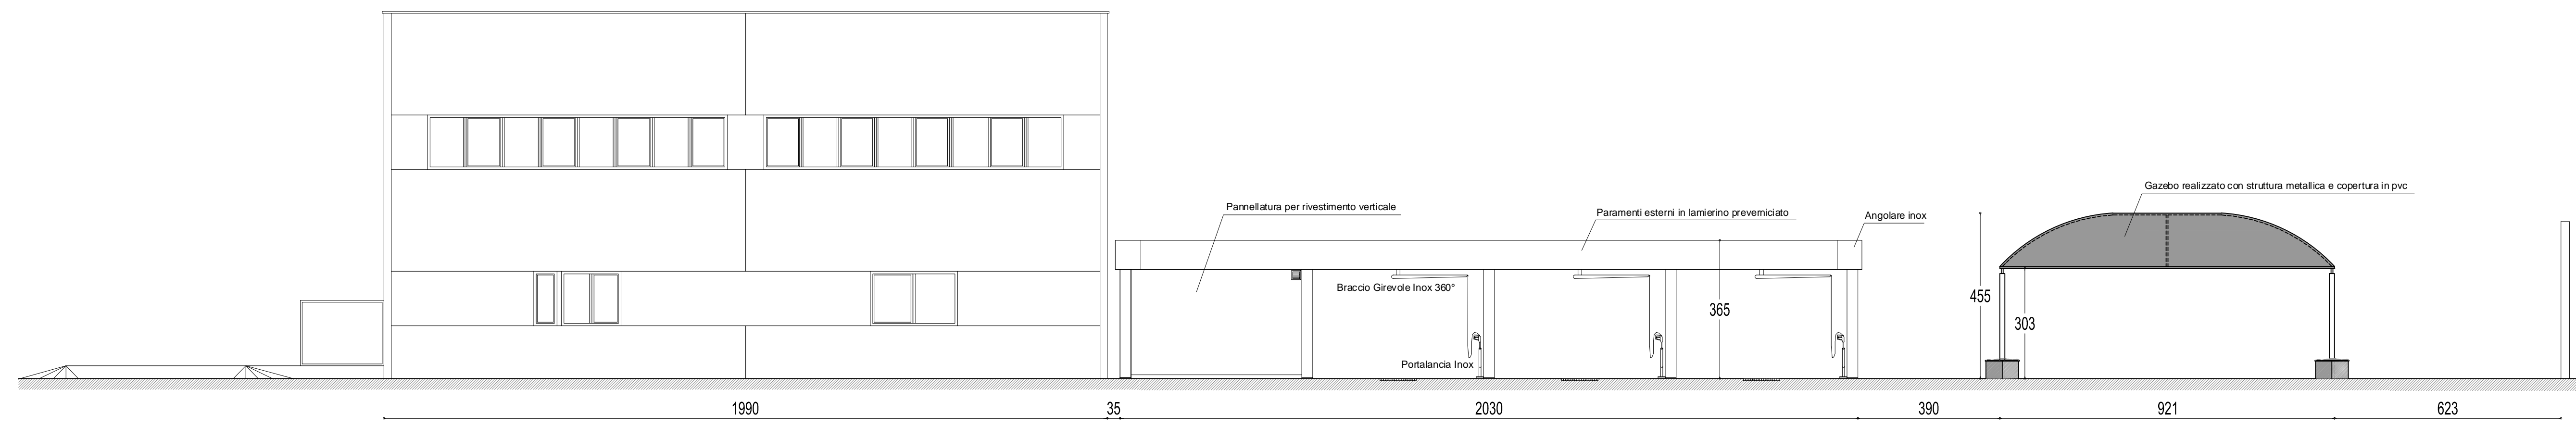 Gazebo realizzato con struttura metallica e copertura in pvc
Pannellatura per rivestimento verticale
Paramenti esterni in lamierino preverniciato
Angolare inox
Braccio Girevole Inox 360°
455
365
303
Portalancia Inox
1990
35
2030
390
921
623